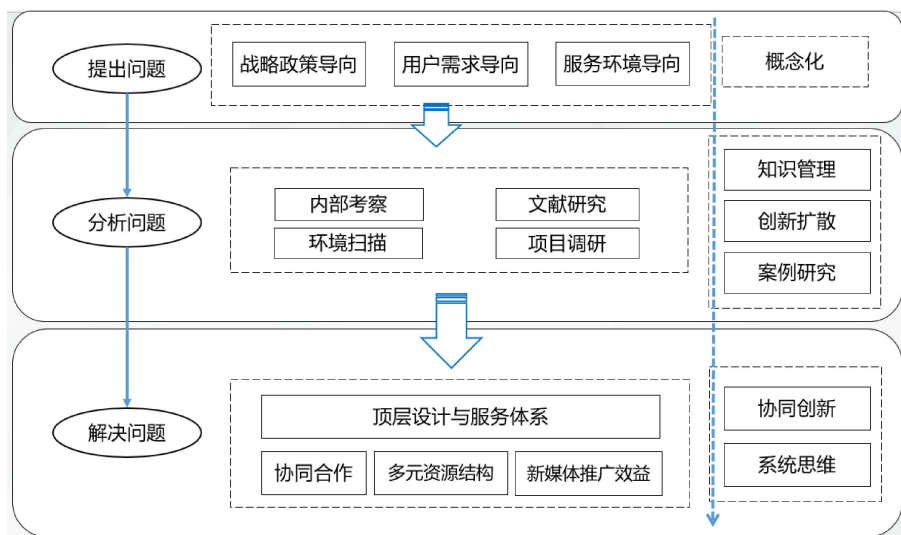 提出问题
战略政策导向
用户需求导向
服务环境导向
概念化
分析问题
内部考察
文献研究
环境扫描
项目调研
知识管理
创新扩散
案例研究
解决问题
顶层设计与服务体系
协同合作
多元资源结构
新媒体推广效益
协同创新
系统思维